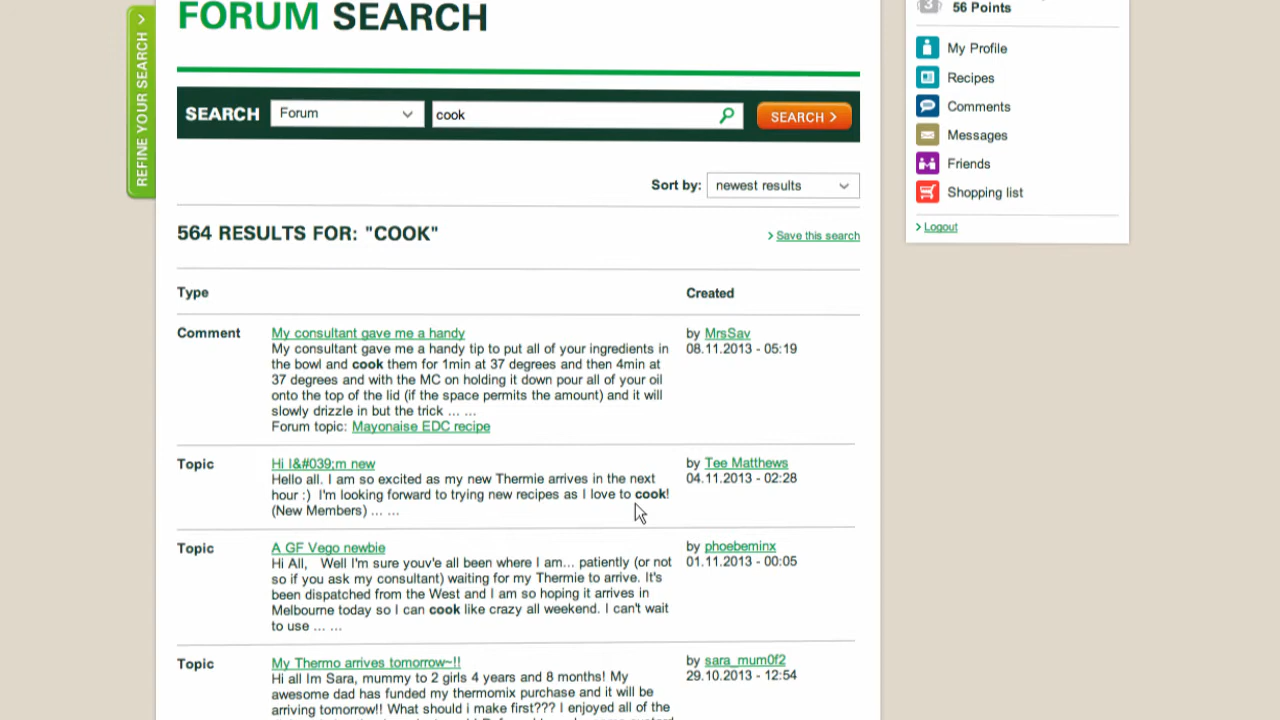 FORUM SEARCH
REFINE YOUR SEARCH >
SEARCH Forum cook SEARCH >
Sort by: newest results
564 RESULTS FOR: "COOK"
> Save this search
Type Created
Comment My consultant gave me a handy by MrsSav
My consultant gave me a handy tip to put all of your ingredients in 08.11.2013 - 05:19
the bowl and cook them for 1min at 37 degrees and then 4min at
37 degrees and with the MC on holding it down pour all of your oil
onto the top of the lid (if the space permits the amount) and it will
slowly drizzle in but the trick ... ...
Forum topic: Mayonaise EDC recipe
Topic Hi I&#039;m new by Tee Matthews
Hello all. I am so excited as my new Thermie arrives in the next 04.11.2013 - 02:28
hour :)  I'm looking forward to trying new recipes as I love to cook!
(New Members) ... ...
Topic A GF Vego newbie by phoebeminx
Hi All,   Well I'm sure youv'e all been where I am... patiently (or not 01.11.2013 - 00:05
so if you ask my consultant) waiting for my Thermie to arrive. It's
been dispatched from the West and I am so hoping it arrives in
Melbourne today so I can cook like crazy all weekend. I can't wait
to use ... ...
Topic My Thermo arrives tomorrow~!! by sara_mum0f2
Hi all Im Sara, mummy to 2 girls 4 years and 8 months! My 29.10.2013 - 12:54
awesome dad has funded my thermomix purchase and it will be
arriving tomorrow!! What should i make first??? I enjoyed all of the
3
56 Points
My Profile
Recipes
Comments
Messages
Friends
Shopping list
> Logout